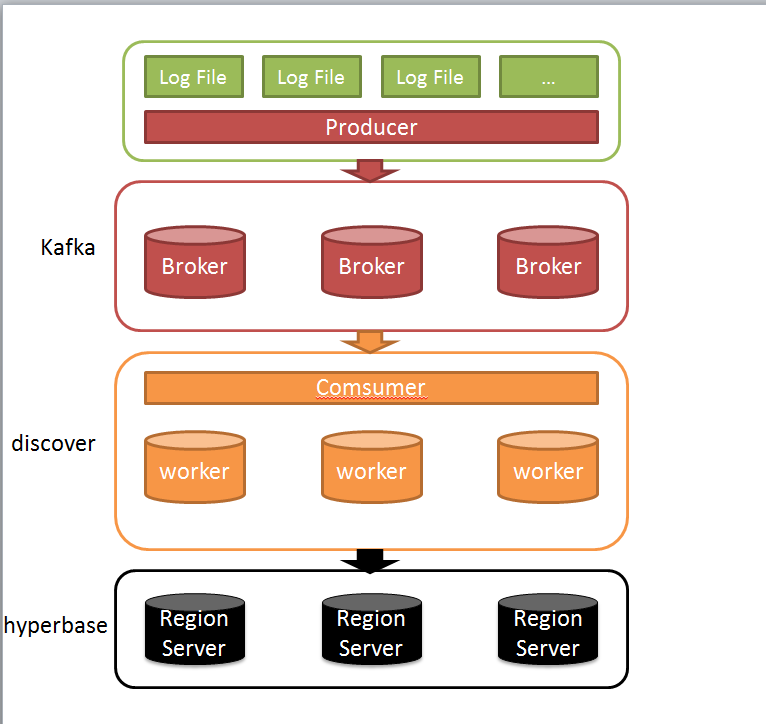 Log File
Log File
Log File
...
Producer
Kafka
Broker
Broker
Broker
Comsumer
discover
worker
worker
worker
hyperbase
Region
Server
Region
Server
Region
Server